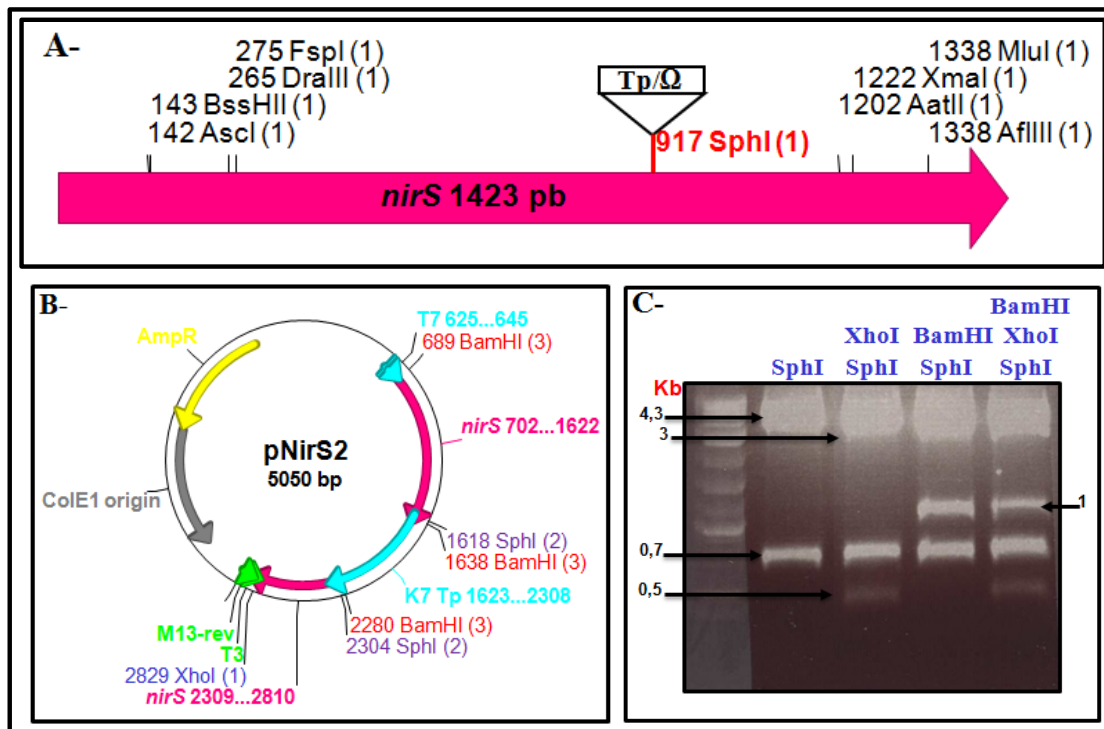 A-
275 FspI (1)
265 DraIII (1)
143 BssHII (1)
142 AscI (1)
Tp/Ω
917 SphI (1)
1338 MluI (1)
1222 XmaI (1)
1202 AatII (1)
1338 AflIII (1)
nirS 1423 pb
B-
AmpR
T7 625...645
689 BamHI (3)
nirS 702...1622
pNirS2
5050 bp
ColE1 origin
1618 SphI (2)
1638 BamHI (3)
K7 Tp 1623...2308
2280 BamHI (3)
2304 SphI (2)
M13-rev
T3
2829 XhoI (1)
nirS 2309...2810
C-
BamHI
XhoI BamHI XhoI
SphI SphI SphI SphI
Kb
4,3
3
1
0,7
0,5